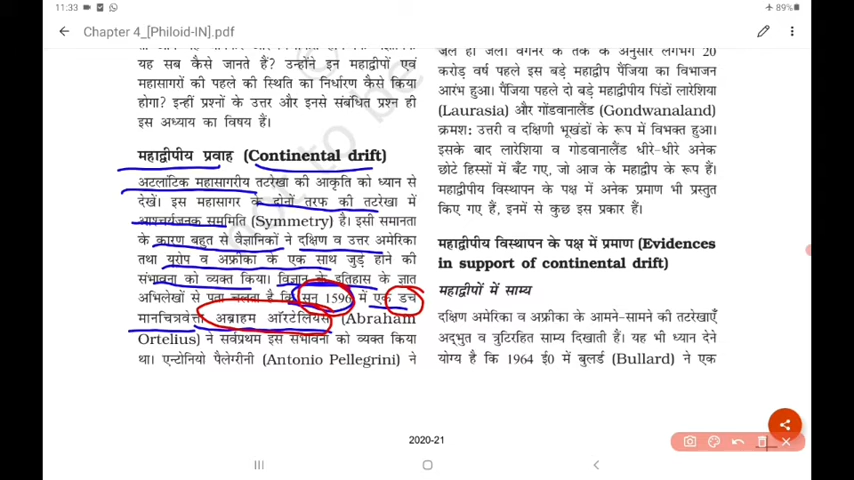 11:33
89%
Chapter 4_[Philoid-IN].pdf
यह सब कैसे जानते हैं? उन्होंने इन महाद्वीपों एवं
महासागरों की पहले की स्थिति का निर्धारण कैसे किया
होगा? इन्हीं प्रश्नों के उत्तर और इनसे संबंधित प्रश्न ही
इस अध्याय का विषय हैं।
महाद्वीपीय प्रवाह (Continental drift)
अटलांटिक महासागरीय तटरेखा की आकृति को ध्यान से
देखें। इस महासागर के दोनों तरफ की तटरेखा में
आश्चर्यजनक सममिति (Symmetry) है। इसी समानता
के कारण बहुत से वैज्ञानिकों ने दक्षिण व उत्तर अमेरिका
तथा यूरोप व अफ्रीका के एक साथ जुड़े होने की
संभावना को व्यक्त किया। विज्ञान के इतिहास के ज्ञात
अभिलेखों से पता चलता है कि सन् 1596 में एक डच
मानचित्रवेत्ता अब्राहम ऑरटेलियस (Abraham
Ortelius) ने सर्वप्रथम इस संभावना को व्यक्त किया
था। एन्टोनियो पैलेग्रीनी (Antonio Pellegrini) ने
जल ही जल। वेगनर के तर्क के अनुसार लगभग 20
करोड़ वर्ष पहले इस बड़े महाद्वीप पैंजिया का विभाजन
आरंभ हुआ। पैंजिया पहले दो बड़े महाद्वीपीय पिंडों लारेशिया
(Laurasia) और गोंडवानालैंड (Gondwanaland)
क्रमश: उत्तरी व दक्षिणी भूखंडों के रूप में विभक्त हुआ।
इसके बाद लारेशिया व गोंडवानालैंड धीरे-धीरे अनेक
छोटे हिस्सों में बँट गए, जो आज के महाद्वीप के रूप हैं।
महाद्वीपीय विस्थापन के पक्ष में अनेक प्रमाण भी प्रस्तुत
किए गए हैं, इनमें से कुछ इस प्रकार हैं।
महाद्वीपीय विस्थापन के पक्ष में प्रमाण (Evidences
in support of continental drift)
महाद्वीपों में साम्य
दक्षिण अमेरिका व अफ्रीका के आमने-सामने की तटरेखाएँ
अद्भुत व त्रुटिरहित साम्य दिखाती हैं। यह भी ध्यान देने
योग्य है कि 1964 ई0 में बुलर्ड (Bullard) ने एक
2020-21